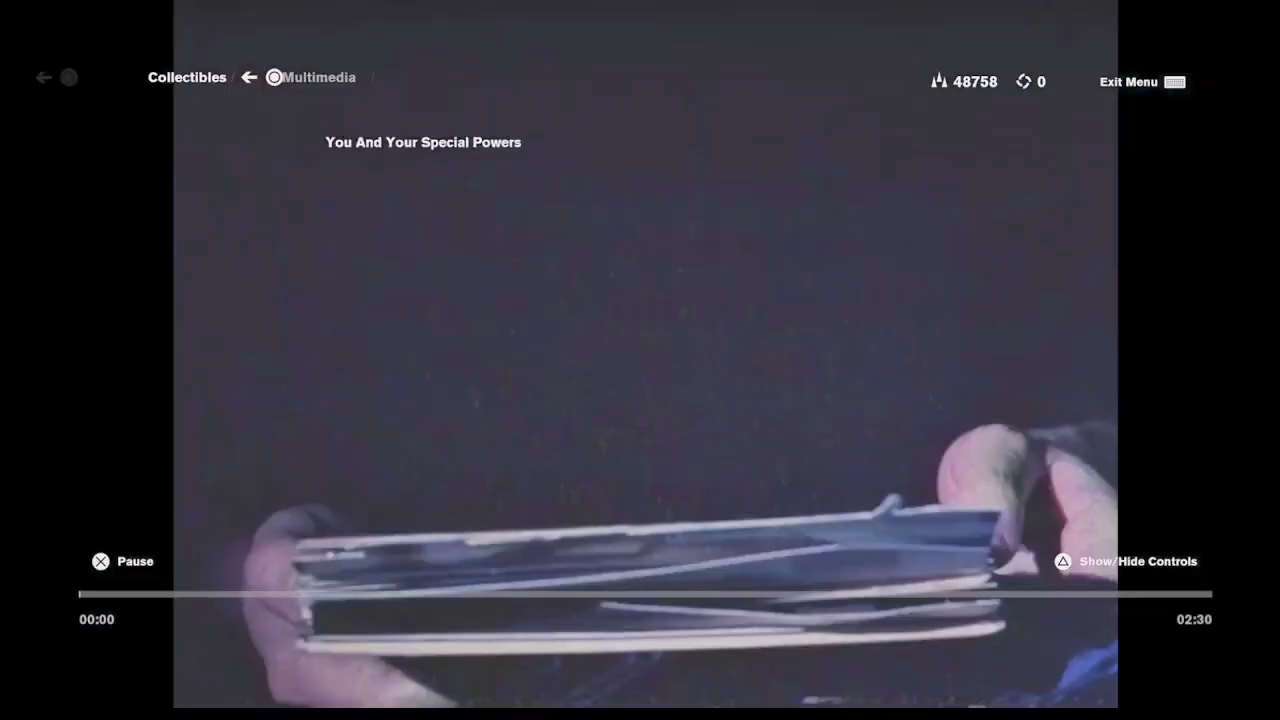 Collectibles / Multimedia /
48758 0
Exit Menu
You And Your Special Powers
Pause
Show/Hide Controls
00:00
02:30